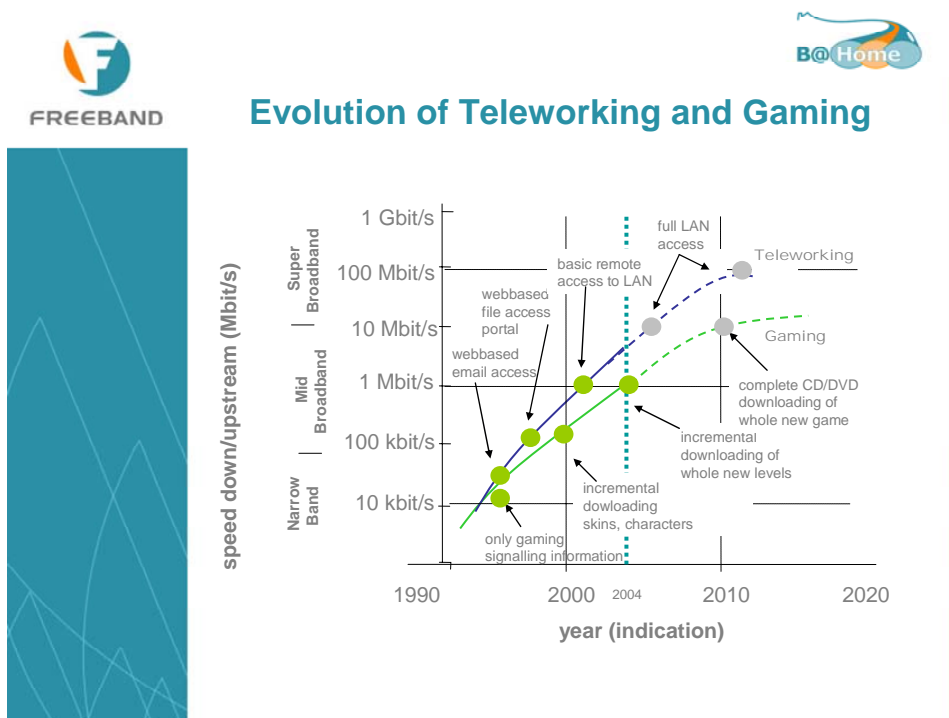 B@Home
FREEBAND
Evolution of Teleworking and Gaming
speed down/upstream (Mbit/s)
Super
Broadband
Mid
Broadband
Narrow
Band
1 Gbit/s
100 Mbit/s
10 Mbit/s
1 Mbit/s
100 kbit/s
10 kbit/s
full LAN
access
Teleworking
basic remote
access to LAN
webbased
file access
portal
webbased
email access
Gaming
complete CD/DVD
downloading of
whole new game
incremental
downloading of
whole new levels
incremental
dowloading
skins, characters
only gaming
signalling information
1990
2000
2004
2010
2020
year (indication)